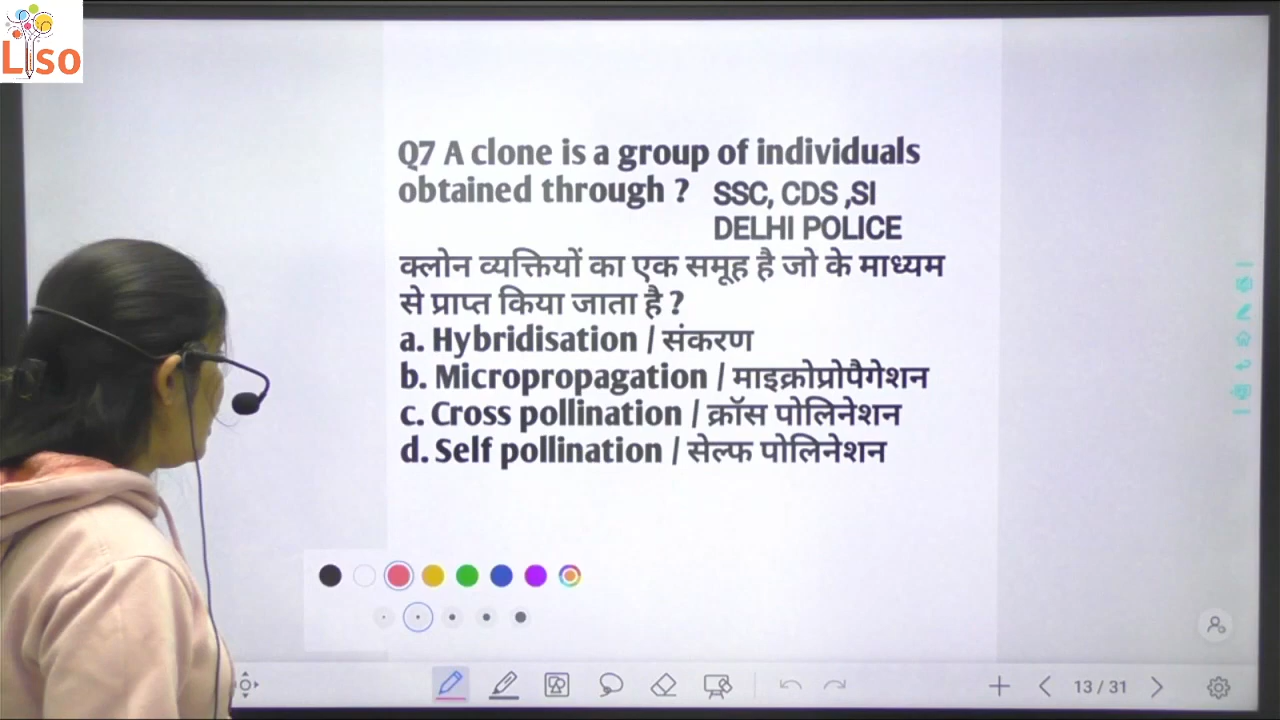 Liso
Q7 A clone is a group of individuals
obtained through ? SSC, CDS ,SI
DELHI POLICE
क्लोन व्यक्तियों का एक समूह है जो के माध्यम
से प्राप्त किया जाता है ?
a. Hybridisation / संकरण
b. Micropropagation / माइक्रोप्रोपैगेशन
c. Cross pollination / क्रॉस पोलिनेशन
d. Self pollination / सेल्फ पोलिनेशन
13 / 31